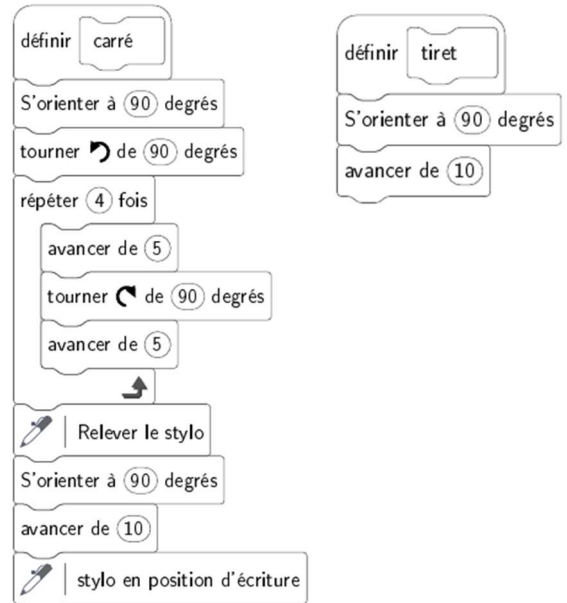 définir carré
S'orienter à 90 degrés
tourner de 90 degrés
répéter 4 fois
avancer de 5
tourner de 90 degrés
avancer de 5
Relever le stylo
S'orienter à 90 degrés
avancer de 10
stylo en position d'écriture
définir tiret
S'orienter à 90 degrés
avancer de 10